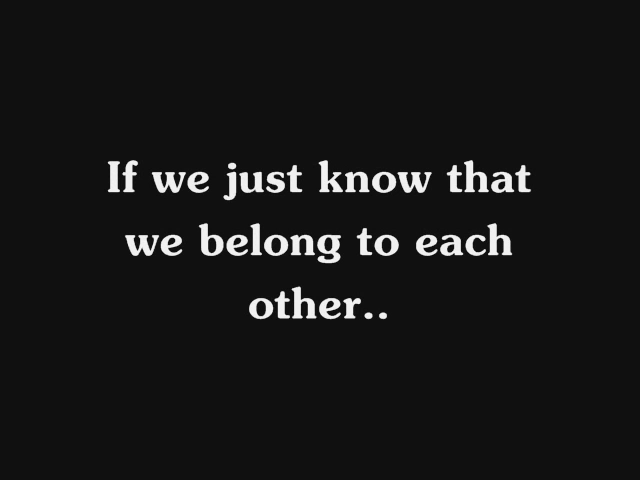 If we just know that
we belong to each
other..